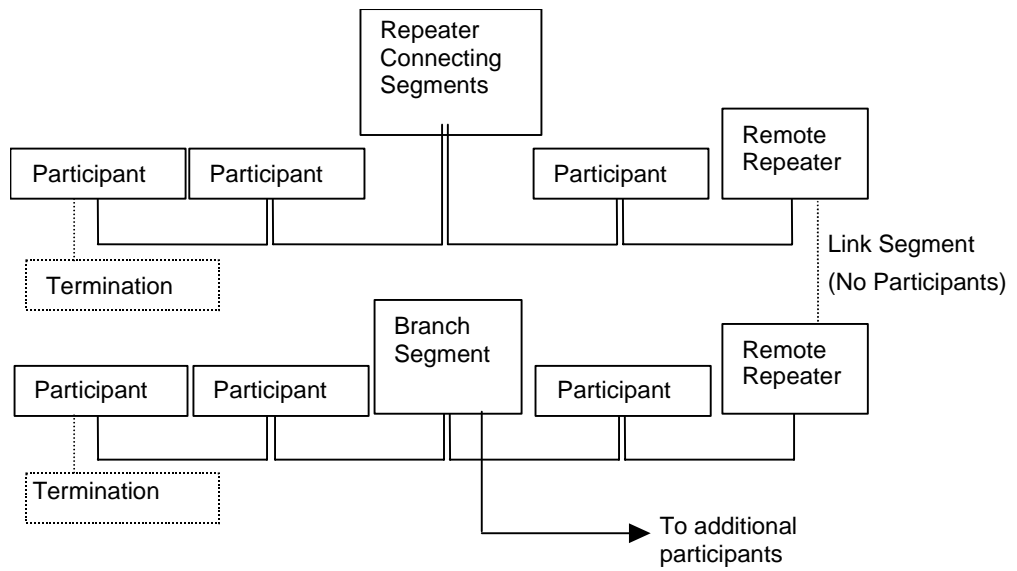 Repeater
Connecting
Segments
Remote
Repeater
Participant
Participant
Participant
Link Segment
(No Participants)
Termination
Branch
Segment
Remote
Repeater
Participant
Participant
Participant
Termination
To additional
participants